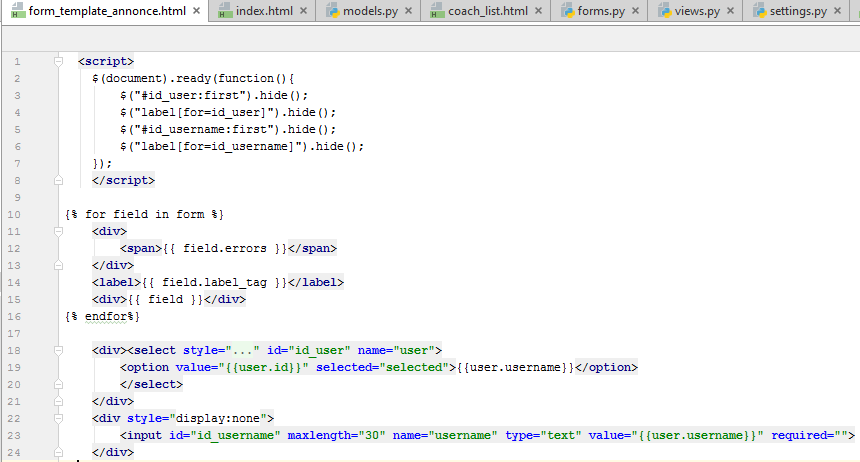 form_template_annonce.html × index.html × models.py × coach_list.html × forms.py × views.py × settings.py ×
1 <script>
2 $(document).ready(function(){
3 $("#id_user:first").hide();
4 $("label[for=id_user]").hide();
5 $("#id_username:first").hide();
6 $("label[for=id_username]").hide();
7 });
8 </script>
9
10 {% for field in form %}
11 <div>
12 <span>{{ field.errors }}</span>
13 </div>
14 <label>{{ field.label_tag }}</label>
15 <div>{{ field }}</div>
16 {% endfor%}
17
18 <div><select style="..." id="id_user" name="user">
19 <option value="{{user.id}}" selected="selected">{{user.username}}</option>
20 </select>
21 </div>
22 <div style="display:none">
23 <input id="id_username" maxlength="30" name="username" type="text" value="{{user.username}}" required="">
24 </div>